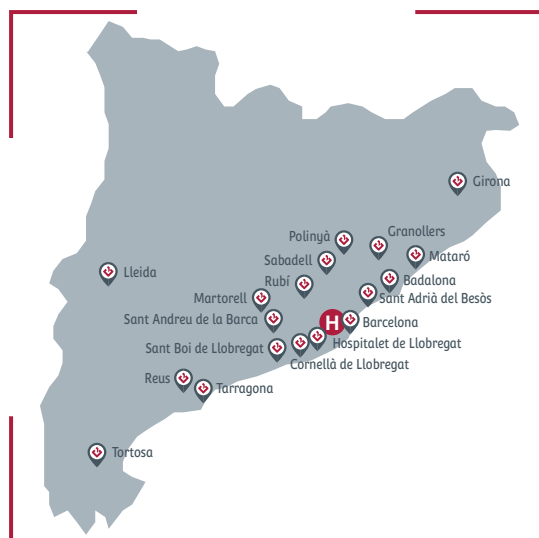 Girona
Granollers
Polinyà
Mataró
Sabadell
Lleida
Badalona
Rubí
Martorell
Sant Adrià del Besòs
Sant Andreu de la Barca
H
Barcelona
Hospitalet de Llobregat
Sant Boi de Llobregat
Cornellà de Llobregat
Reus
Tarragona
Tortosa